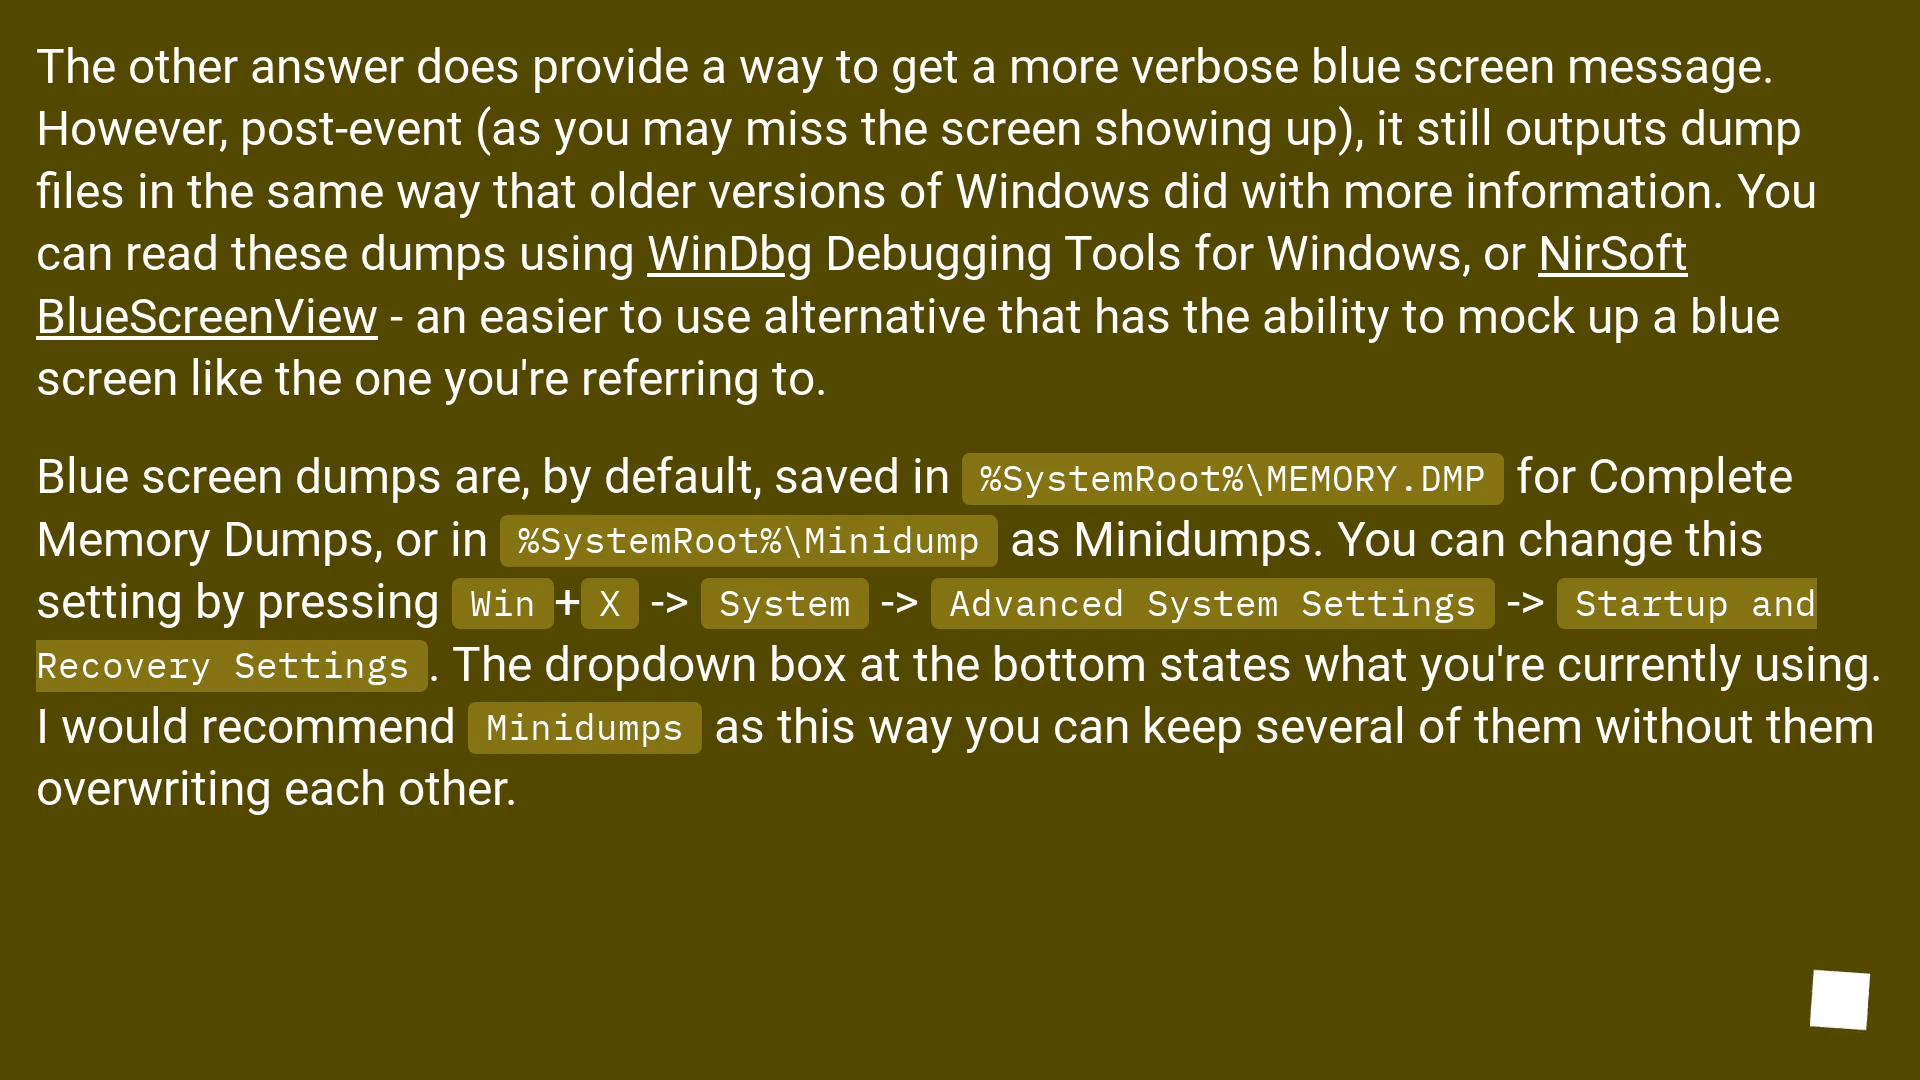 The other answer does provide a way to get a more verbose blue screen message.
However, post-event (as you may miss the screen showing up), it still outputs dump
files in the same way that older versions of Windows did with more information. You
can read these dumps using WinDbg Debugging Tools for Windows, or NirSoft
BlueScreenView - an easier to use alternative that has the ability to mock up a blue
screen like the one you're referring to.
Blue screen dumps are, by default, saved in %SystemRoot%\MEMORY.DMP for Complete
Memory Dumps, or in %SystemRoot%\Minidump as Minidumps. You can change this
setting by pressing Win+X -> System -> Advanced System Settings -> Startup and
Recovery Settings. The dropdown box at the bottom states what you're currently using.
I would recommend Minidumps as this way you can keep several of them without them
overwriting each other.